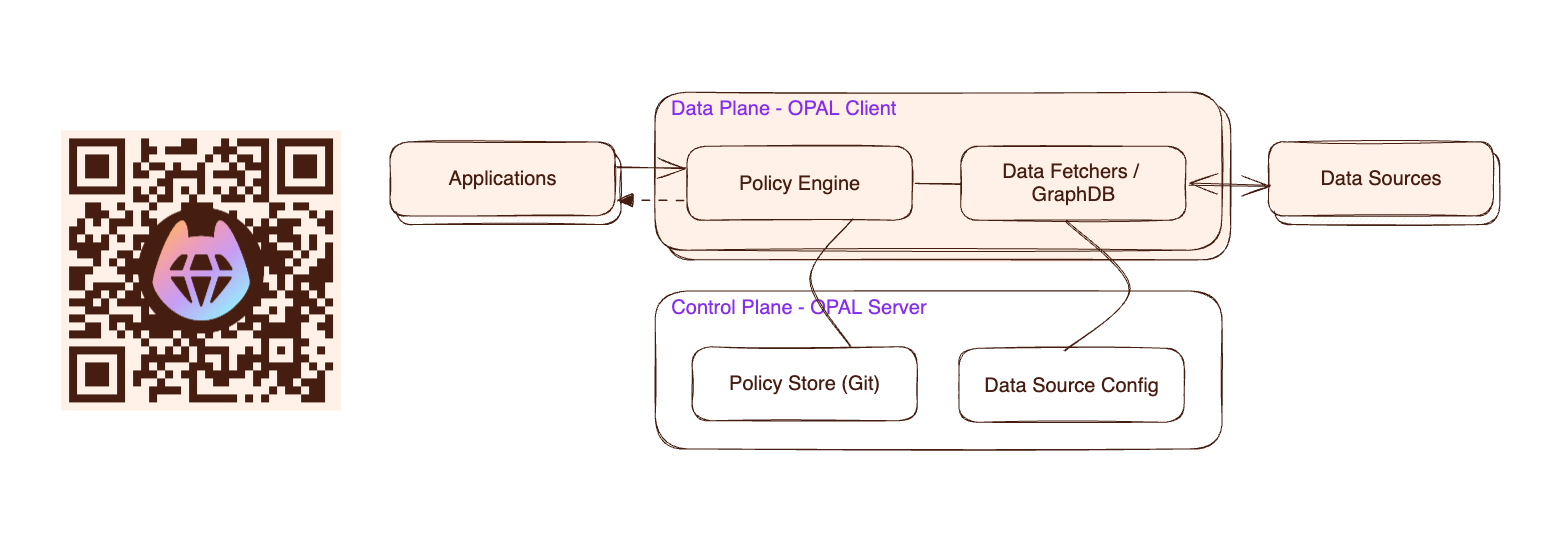 Data Plane - OPAL Client
Applications
Policy Engine
Data Fetchers /
GraphDB
Data Sources
Control Plane - OPAL Server
Policy Store (Git)
Data Source Config